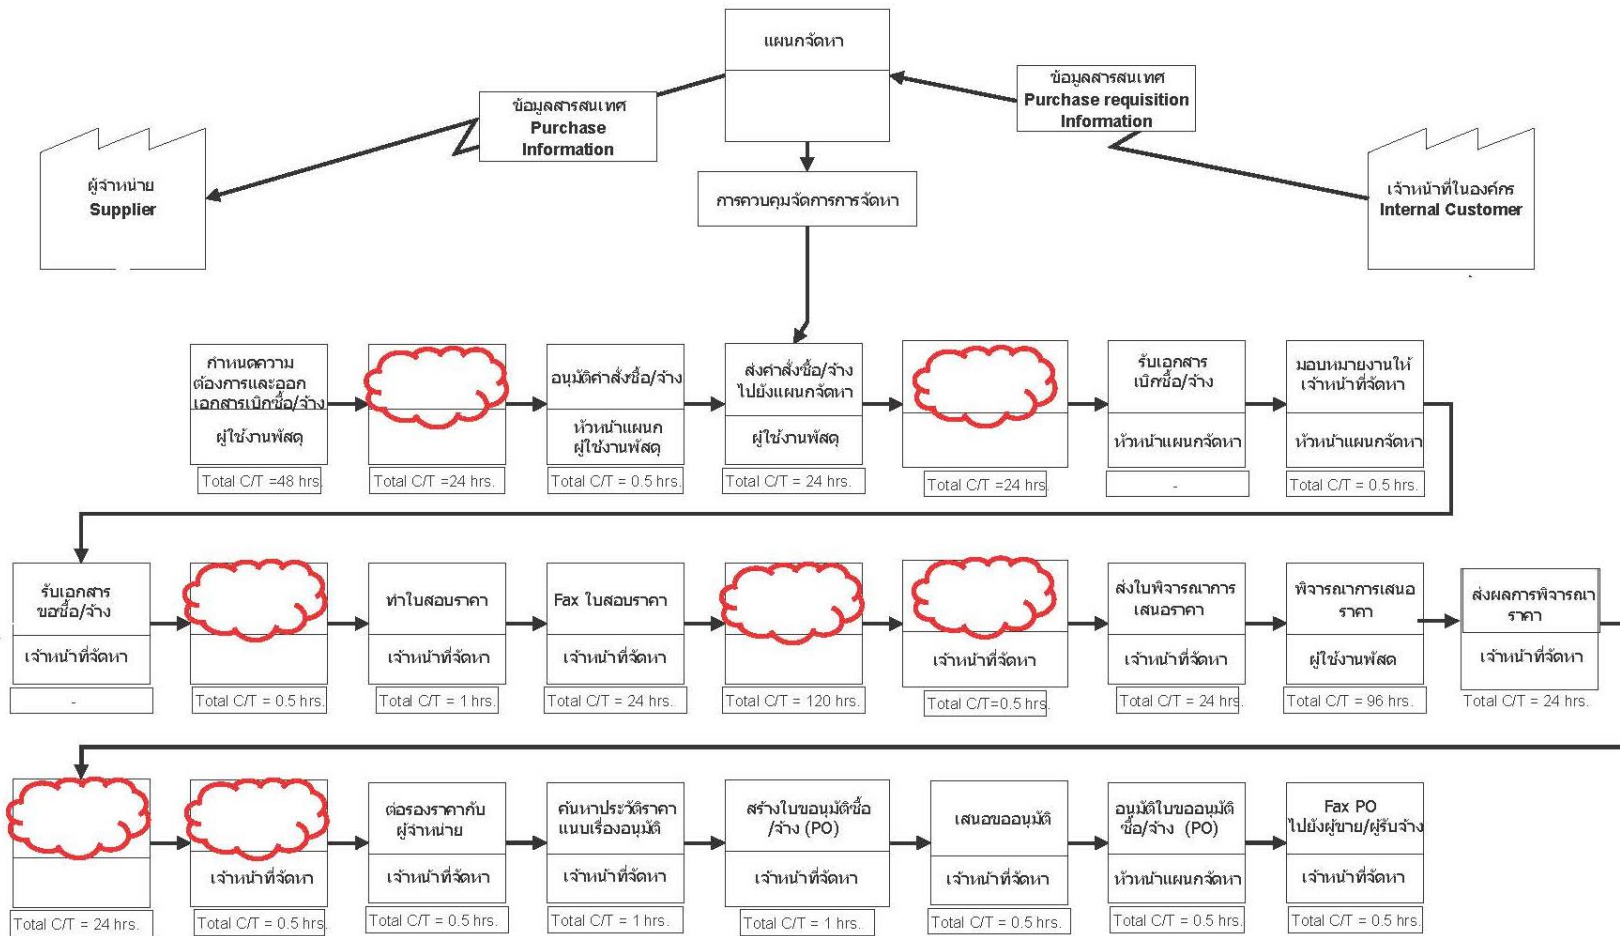 แผนกจัดหา
ข้อมูลสารสนเทศ
Purchase requisition
Information
ข้อมูลสารสนเทศ
Purchase
Information
ผู้จำหน่าย
Supplier
การควบคุมจัดการการจัดหา
เจ้าหน้าที่ในองค์กร
Internal Customer
กำหนดความ
ต้องการและออก
เอกสารเบิกซื้อ/จ้าง
ผู้ใช้งานพัสดุ
Total C/T =48 hrs.
Total C/T =24 hrs.
อนุมัติคำสั่งซื้อ/จ้าง
หัวหน้าแผนก
ผู้ใช้งานพัสดุ
Total C/T = 0.5 hrs.
ส่งคำสั่งซื้อ/จ้าง
ไปยังแผนกจัดหา
ผู้ใช้งานพัสดุ
Total C/T = 24 hrs.
Total C/T =24 hrs.
รับเอกสาร
เบิกซื้อ/จ้าง
หัวหน้าแผนกจัดหา
-
มอบหมายงานให้
เจ้าหน้าที่จัดหา
หัวหน้าแผนกจัดหา
Total C/T = 0.5 hrs.
รับเอกสาร
ขอซื้อ/จ้าง
เจ้าหน้าที่จัดหา
-
Total C/T = 0.5 hrs.
ทำใบสอบราคา
เจ้าหน้าที่จัดหา
Total C/T = 1 hrs.
Fax ใบสอบราคา
เจ้าหน้าที่จัดหา
Total C/T = 24 hrs.
Total C/T = 120 hrs.
เจ้าหน้าที่จัดหา
Total C/T=0.5 hrs.
ส่งใบพิจารณาการ
เสนอราคา
เจ้าหน้าที่จัดหา
Total C/T = 24 hrs.
พิจารณาการเสนอ
ราคา
ผู้ใช้งานพัสดุ
Total C/T = 96 hrs.
ส่งผลการพิจารณา
ราคา
เจ้าหน้าที่จัดหา
Total C/T = 24 hrs.
Total C/T = 24 hrs.
เจ้าหน้าที่จัดหา
Total C/T = 0.5 hrs.
ต่อรองราคากับ
ผู้จำหน่าย
เจ้าหน้าที่จัดหา
Total C/T = 0.5 hrs.
ค้นหาประวัติราคา
แนบเรื่องอนุมัติ
เจ้าหน้าที่จัดหา
Total C/T = 1 hrs.
สร้างใบอนุมัติซื้อ
/จ้าง (PO)
เจ้าหน้าที่จัดหา
Total C/T = 1 hrs.
เสนอขออนุมัติ
เจ้าหน้าที่จัดหา
Total C/T = 0.5 hrs.
อนุมัติใบขออนุมัติ
ซื้อ/จ้าง (PO)
หัวหน้าแผนกจัดหา
Total C/T = 0.5 hrs.
Fax PO
ไปยังผู้ขาย/ผู้รับจ้าง
เจ้าหน้าที่จัดหา
Total C/T = 0.5 hrs.